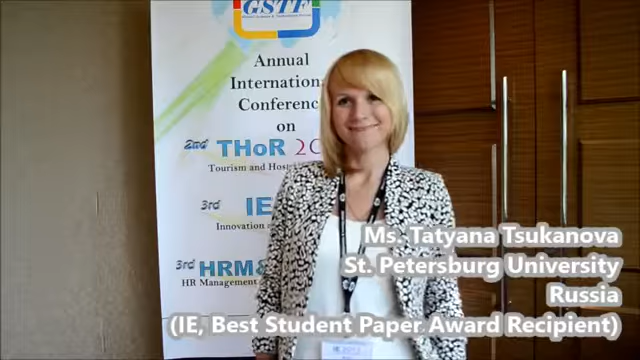 GSTF
Annual
International
Conference
on
2nd THoR
Tourism and
3rd IE
Innovation
3rd HRM&
HR Management
Ms. Tatyana Tsukanova
St. Petersburg University
Russia
(IE, Best Student Paper Award Recipient)